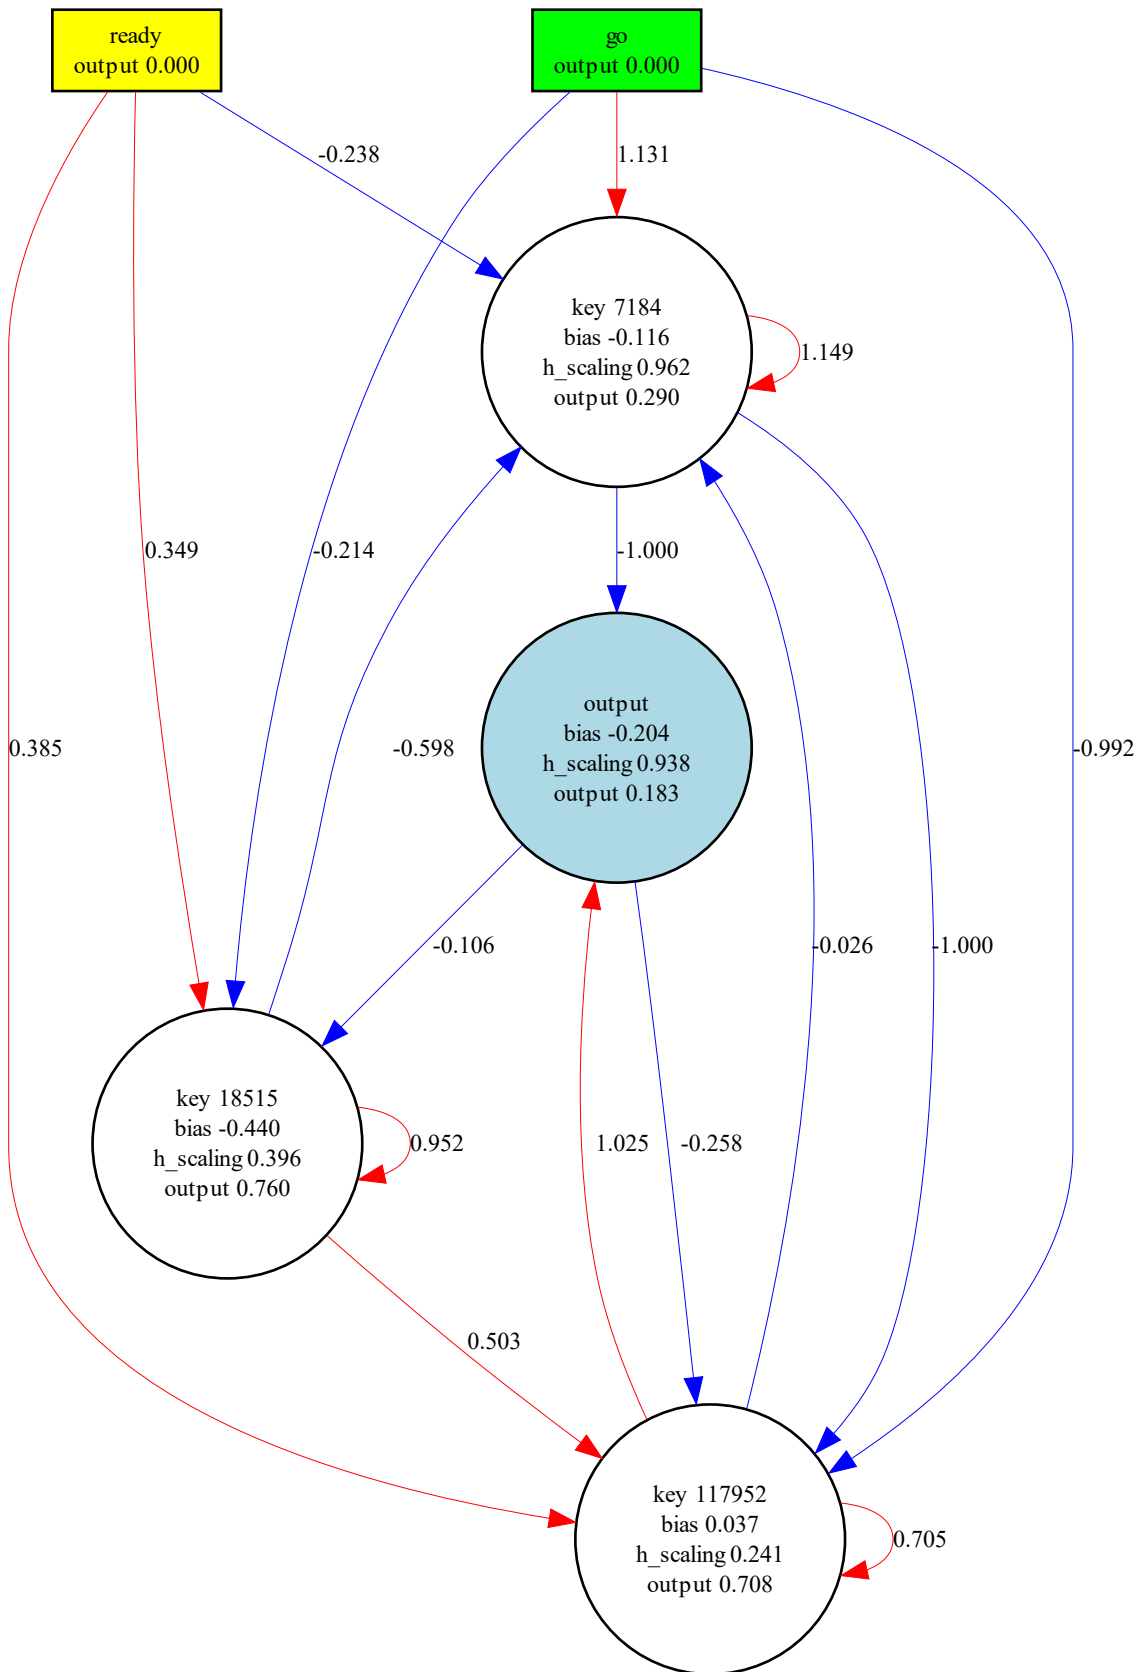 ready
output 0.000
go
output 0.000
-0.238
1.131
key 7184
bias -0.116
h_scaling 0.962
output 0.290
1.149
0.349
-0.214
-1.000
output
bias -0.204
h_scaling 0.938
output 0.183
0.385
-0.598
-0.992
-0.106
-0.026
-1.000
key 18515
bias -0.440
h_scaling 0.396
output 0.760
0.952
1.025
-0.258
0.503
key 117952
bias 0.037
h_scaling 0.241
output 0.708
0.705